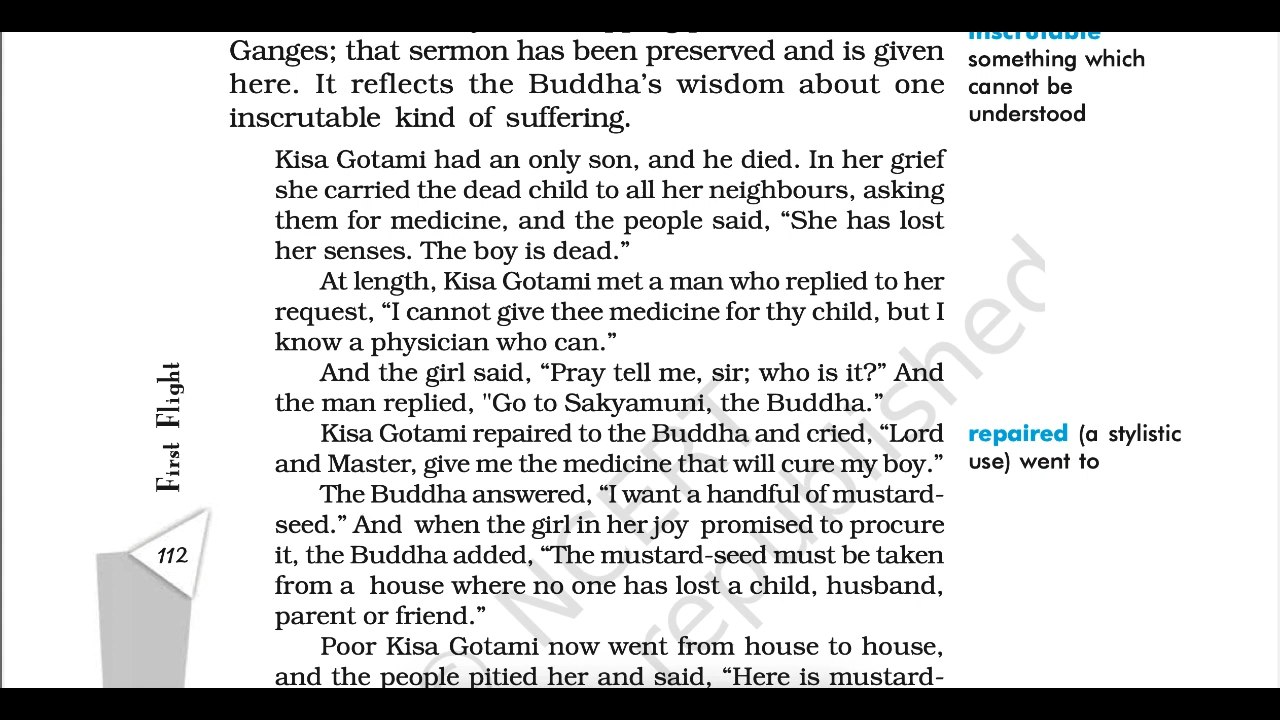 Ganges; that sermon has been preserved and is given
here. It reflects the Buddha’s wisdom about one
inscrutable kind of suffering.
Kisa Gotami had an only son, and he died. In her grief
she carried the dead child to all her neighbours, asking
them for medicine, and the people said, “She has lost
her senses. The boy is dead.”
At length, Kisa Gotami met a man who replied to her
request, “I cannot give thee medicine for thy child, but I
know a physician who can.”
And the girl said, “Pray tell me, sir; who is it?” And
the man replied, "Go to Sakyamuni, the Buddha.”
Kisa Gotami repaired to the Buddha and cried, “Lord
and Master, give me the medicine that will cure my boy.”
The Buddha answered, “I want a handful of mustard-
seed.” And when the girl in her joy promised to procure
it, the Buddha added, “The mustard-seed must be taken
from a house where no one has lost a child, husband,
parent or friend.”
Poor Kisa Gotami now went from house to house,
and the people pitied her and said, “Here is mustard-
inscrutable
something which
cannot be
understood
repaired (a stylistic
use) went to
First Flight
112
© NCERT
republished